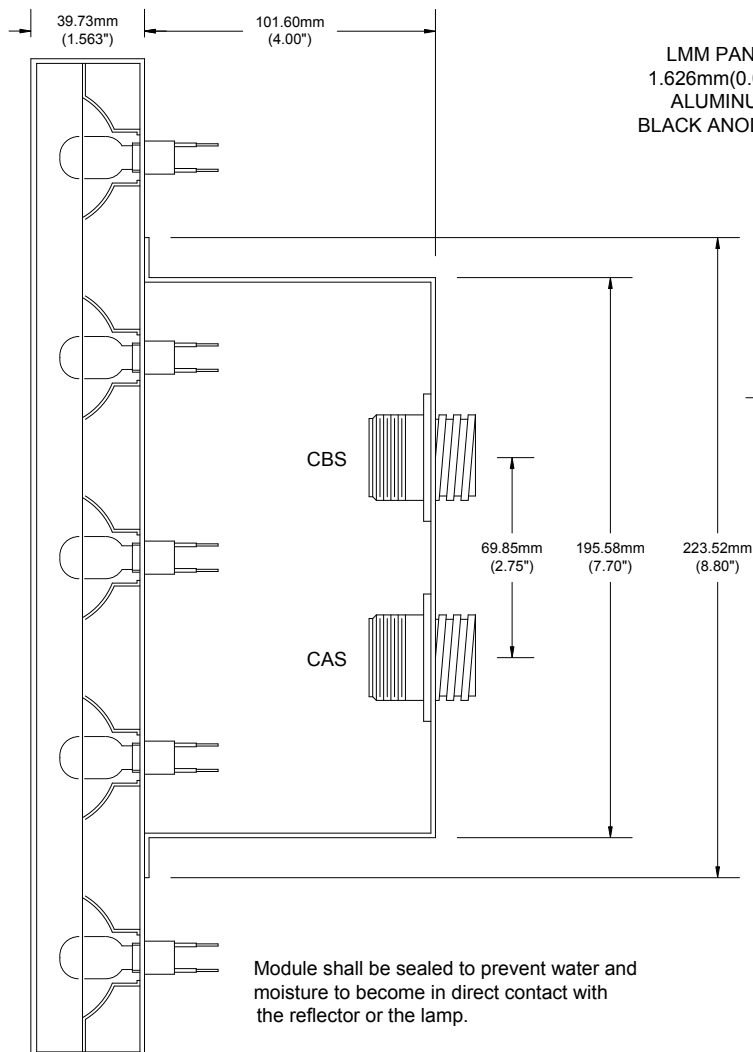 39.73mm
(1.563")
101.60mm
(4.00")
LMM PAN
1.626mm(0.0
ALUMINU
BLACK ANOD
CBS
69.85mm
(2.75")
195.58mm
(7.70")
223.52mm
(8.80")
CAS
Module shall be sealed to prevent water and
moisture to become in direct contact with
the reflector or the lamp.